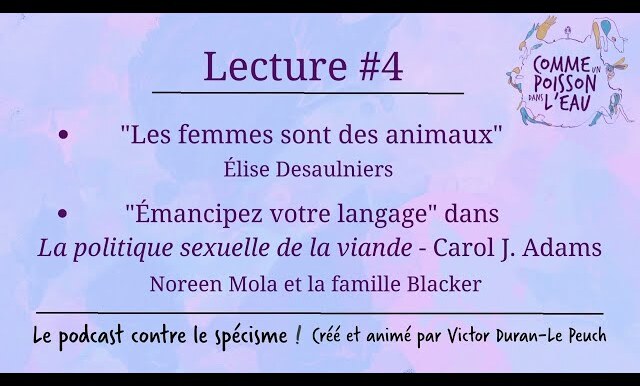 Lecture #4
COMME UN
POISSON
DANS L'EAU
• "Les femmes sont des animaux"
Élise Desaulniers
• "Émancipez votre langage" dans
La politique sexuelle de la viande - Carol J. Adams
Noreen Mola et la famille Blacker
Le podcast contre le spécisme ! Créé et animé par Victor Duran-Le Peuch